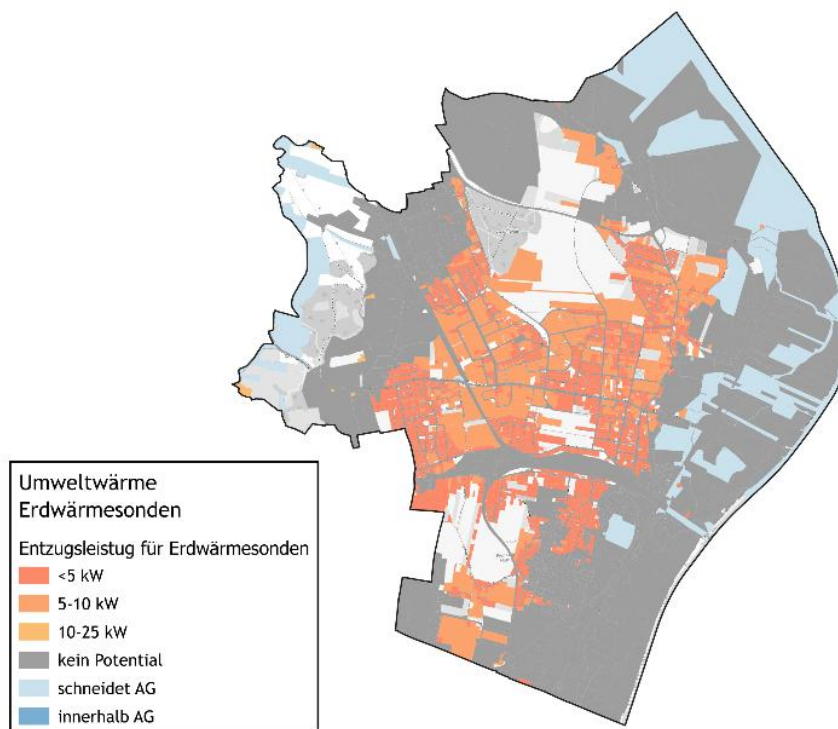 Umweltwärme
Erdwärmesonden
Entzugsleistug für Erdwärmesonden
<5 kW
5-10 kW
10-25 kW
kein Potential
schneidet AG
innerhalb AG